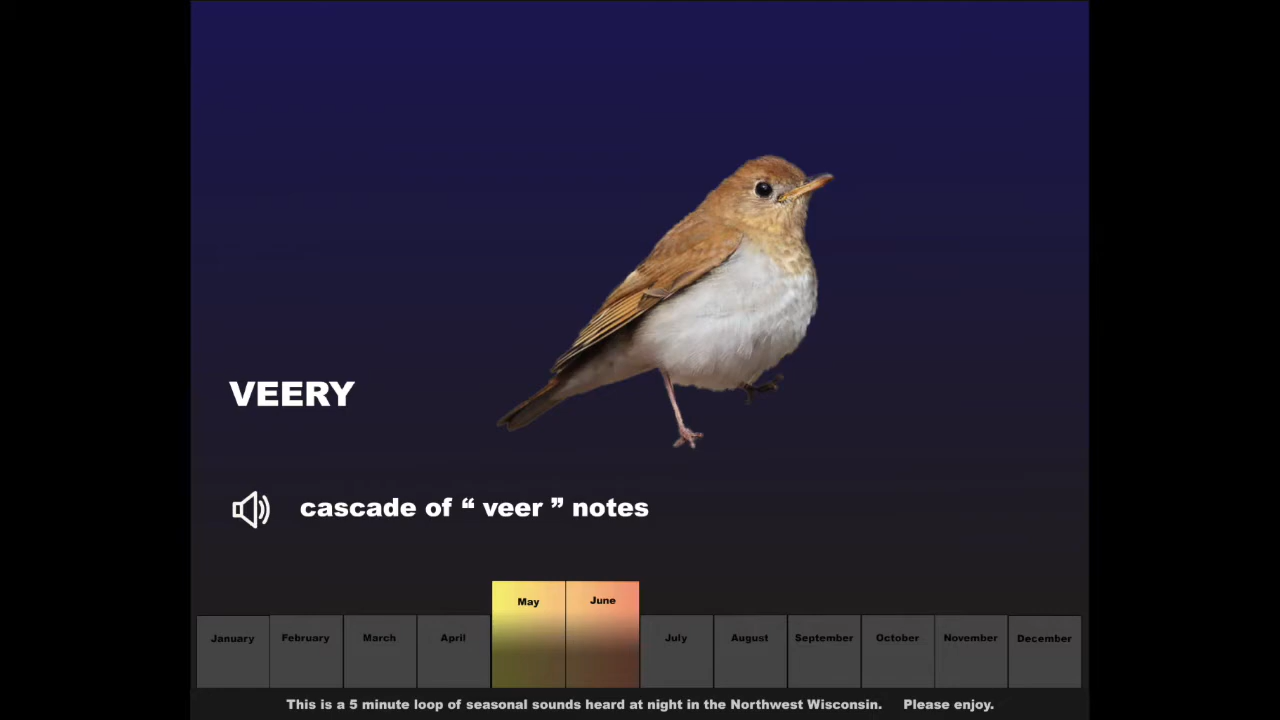 VEERY
cascade of “ veer ” notes
January February March April May June July August September October November December
This is a 5 minute loop of seasonal sounds heard at night in the Northwest Wisconsin. Please enjoy.